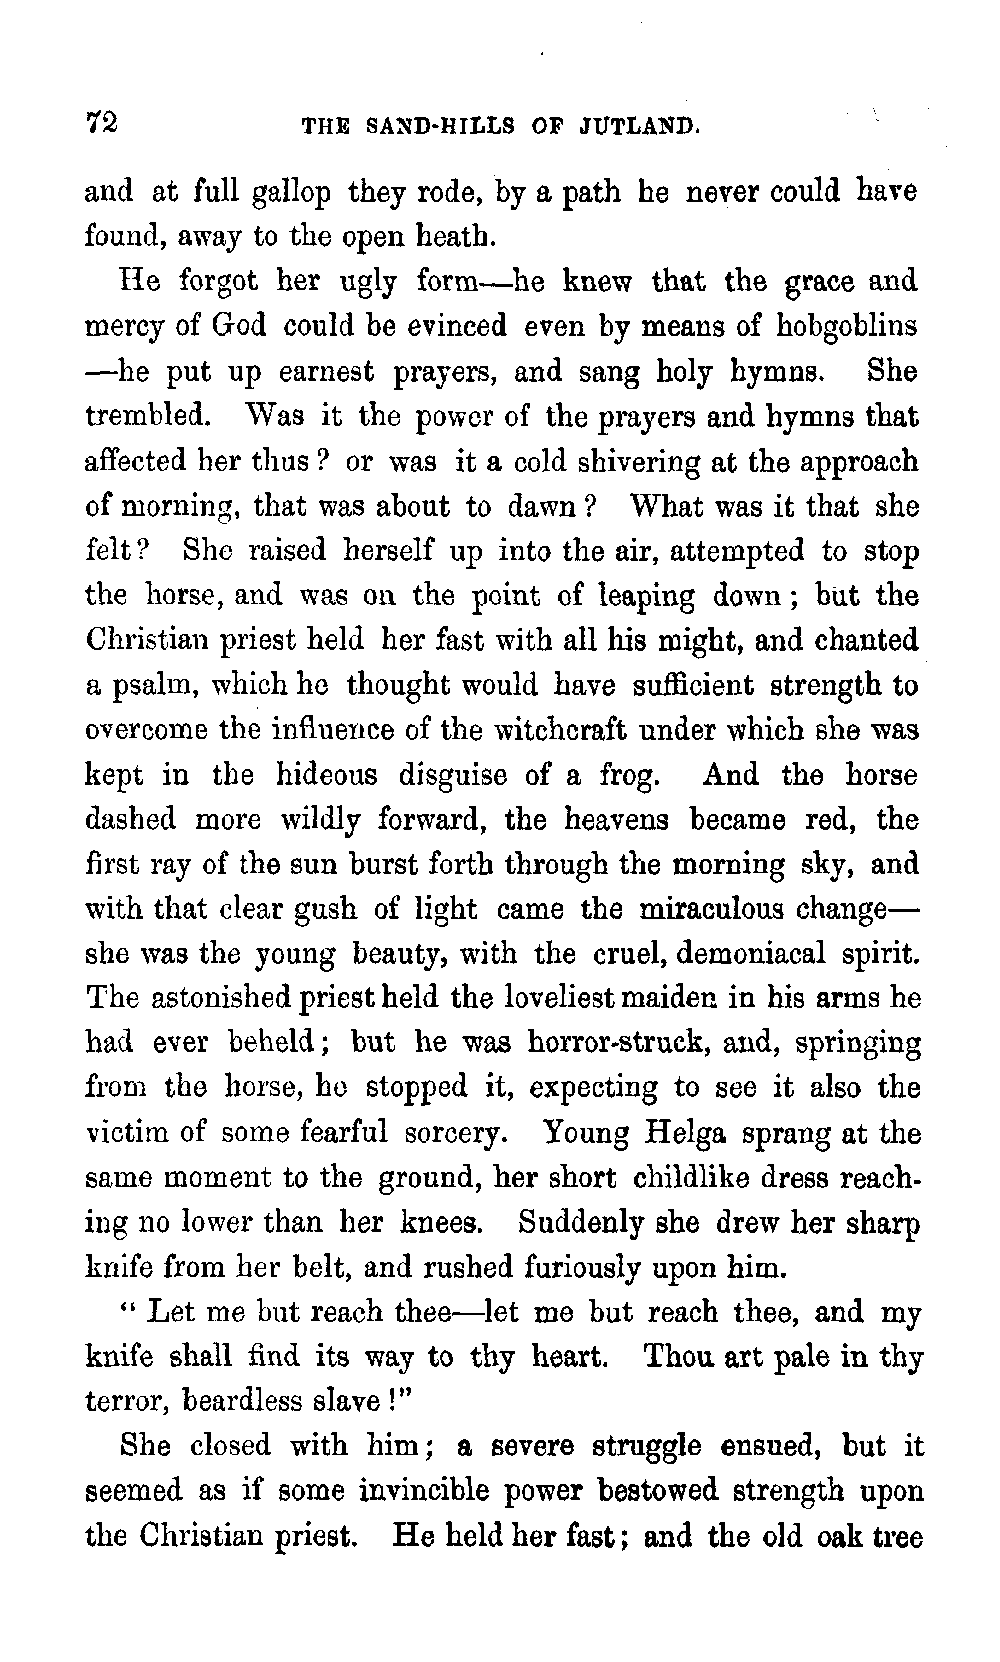 72 THE SAND-HILLS OF JUTLAND.
and at full gallop they rode, by a path he never could have
found, away to the open heath.
He forgot her ugly form—he knew that the grace and
mercy of God could be evinced even by means of hobgoblins
—he put up earnest prayers, and sang holy hymns. She
trembled. Was it the power of the prayers and hymns that
affected her thus? or was it a cold shivering at the approach
of morning, that was about to dawn? What was it that she
felt? She raised herself up into the air, attempted to stop
the horse, and was on the point of leaping down; but the
Christian priest held her fast with all his might, and chanted
a psalm, which he thought would have sufficient strength to
overcome the influence of the witchcraft under which she was
kept in the hideous disguise of a frog. And the horse
dashed more wildly forward, the heavens became red, the
first ray of the sun burst forth through the morning sky, and
with that clear gush of light came the miraculous change—
she was the young beauty, with the cruel, demoniacal spirit.
The astonished priest held the loveliest maiden in his arms he
had ever beheld; but he was horror-struck, and, springing
from the horse, he stopped it, expecting to see it also the
victim of some fearful sorcery. Young Helga sprang at the
same moment to the ground, her short childlike dress reach-
ing no lower than her knees. Suddenly she drew her sharp
knife from her belt, and rushed furiously upon him.
"Let me but reach thee—let me but reach thee, and my
knife shall find its way to thy heart. Thou art pale in thy
terror, beardless slave!"
She closed with him; a severe struggle ensued, but it
seemed as if some invincible power bestowed strength upon
the Christian priest. He held her fast; and the old oak tree